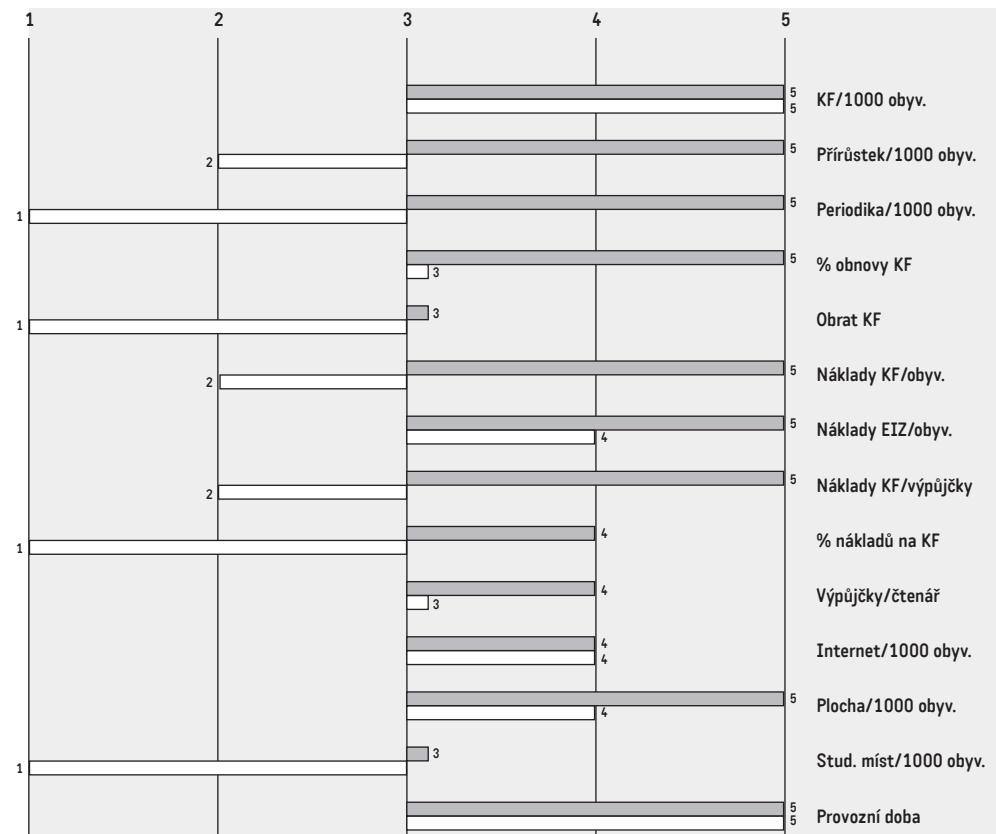 1 2 3 4 5
5
5 KF/1000 obyv.
5
2 Přírůstek/1000 obyv.
5
1 Periodika/1000 obyv.
5
3 % obnovy KF
3
1 Obrat KF
5
2 Náklady KF/obyv.
5
4 Náklady EIZ/obyv.
5
2 Náklady KF/výpůjčky
4
1 % nákladů na KF
4
3 Výpůjčky/čtenář
4
4 Internet/1000 obyv.
5
4 Plocha/1000 obyv.
3
1 Stud. míst/1000 obyv.
5
5 Provozní doba